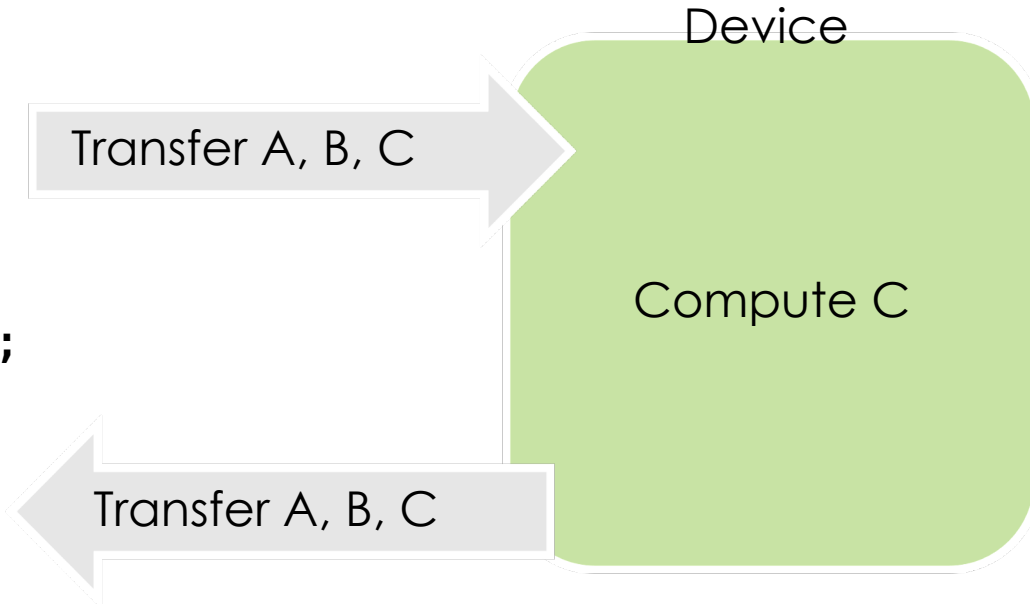 Device
Transfer A, B, C
Compute C
;
Transfer A, B, C